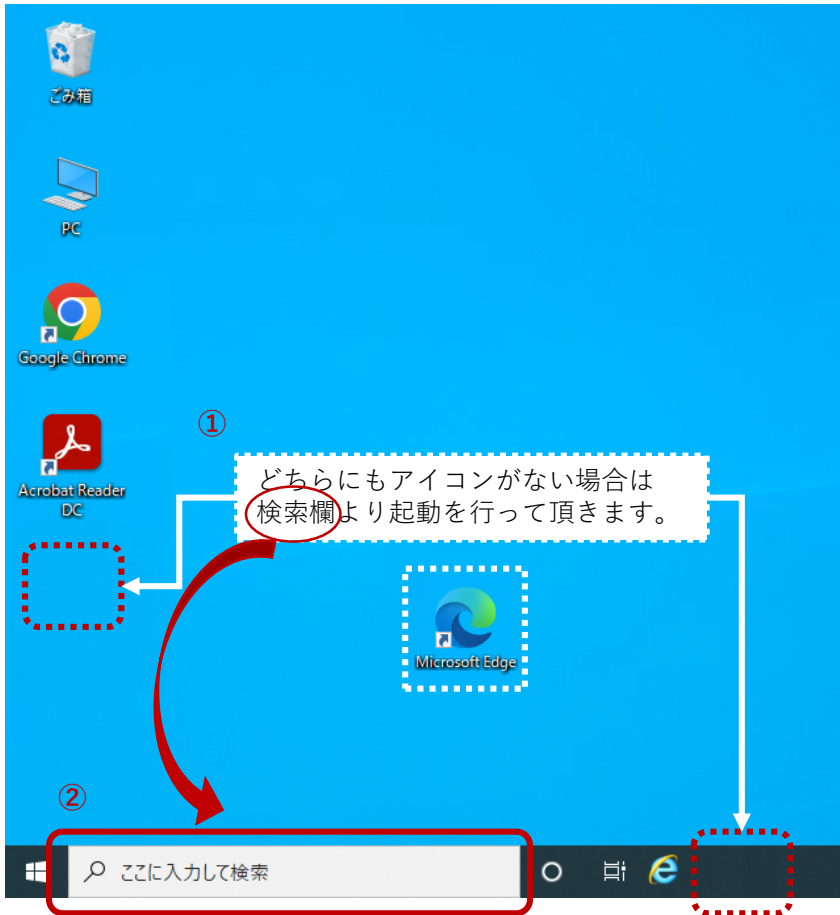 ごみ箱
PC
Google Chrome
Acrobat Reader
DC
①
どちらにもアイコンがない場合は
検索欄より起動を行って頂きます。
Microsoft Edge
②
ここに入力して検索